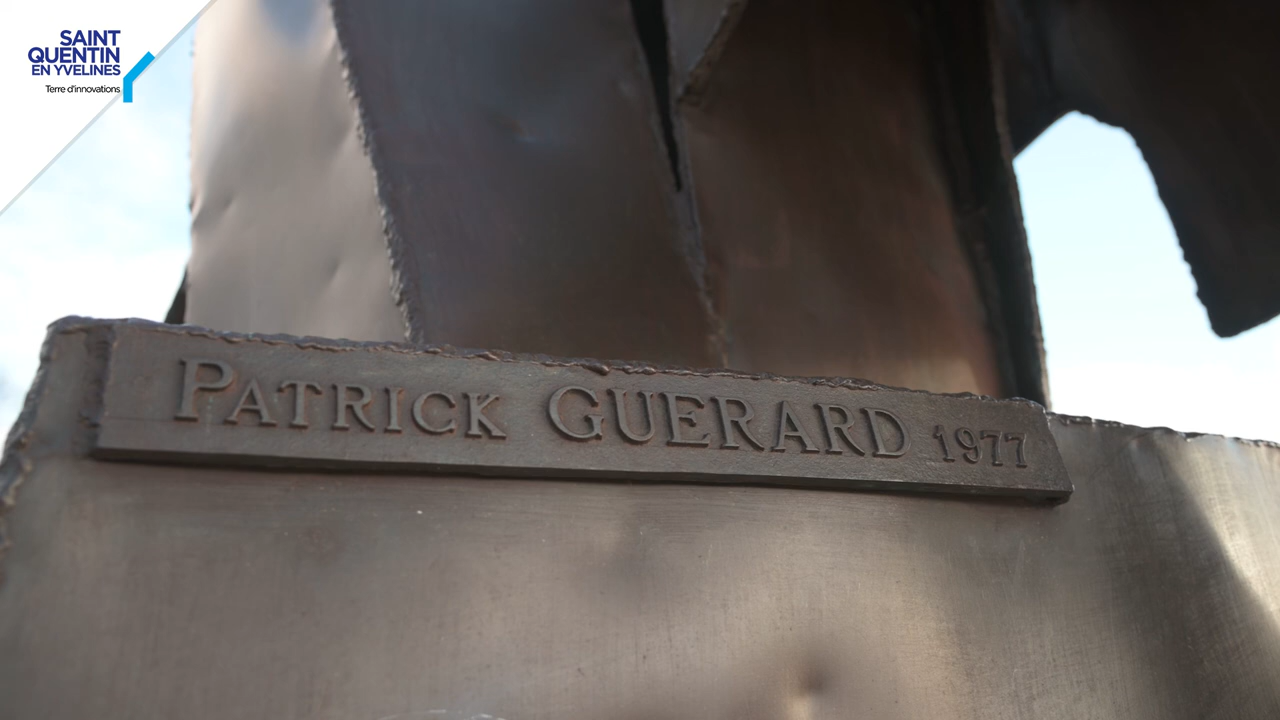 SAINT
QUENTIN
EN YVELINES
Terre d'innovations
PATRICK GUERARD 1977